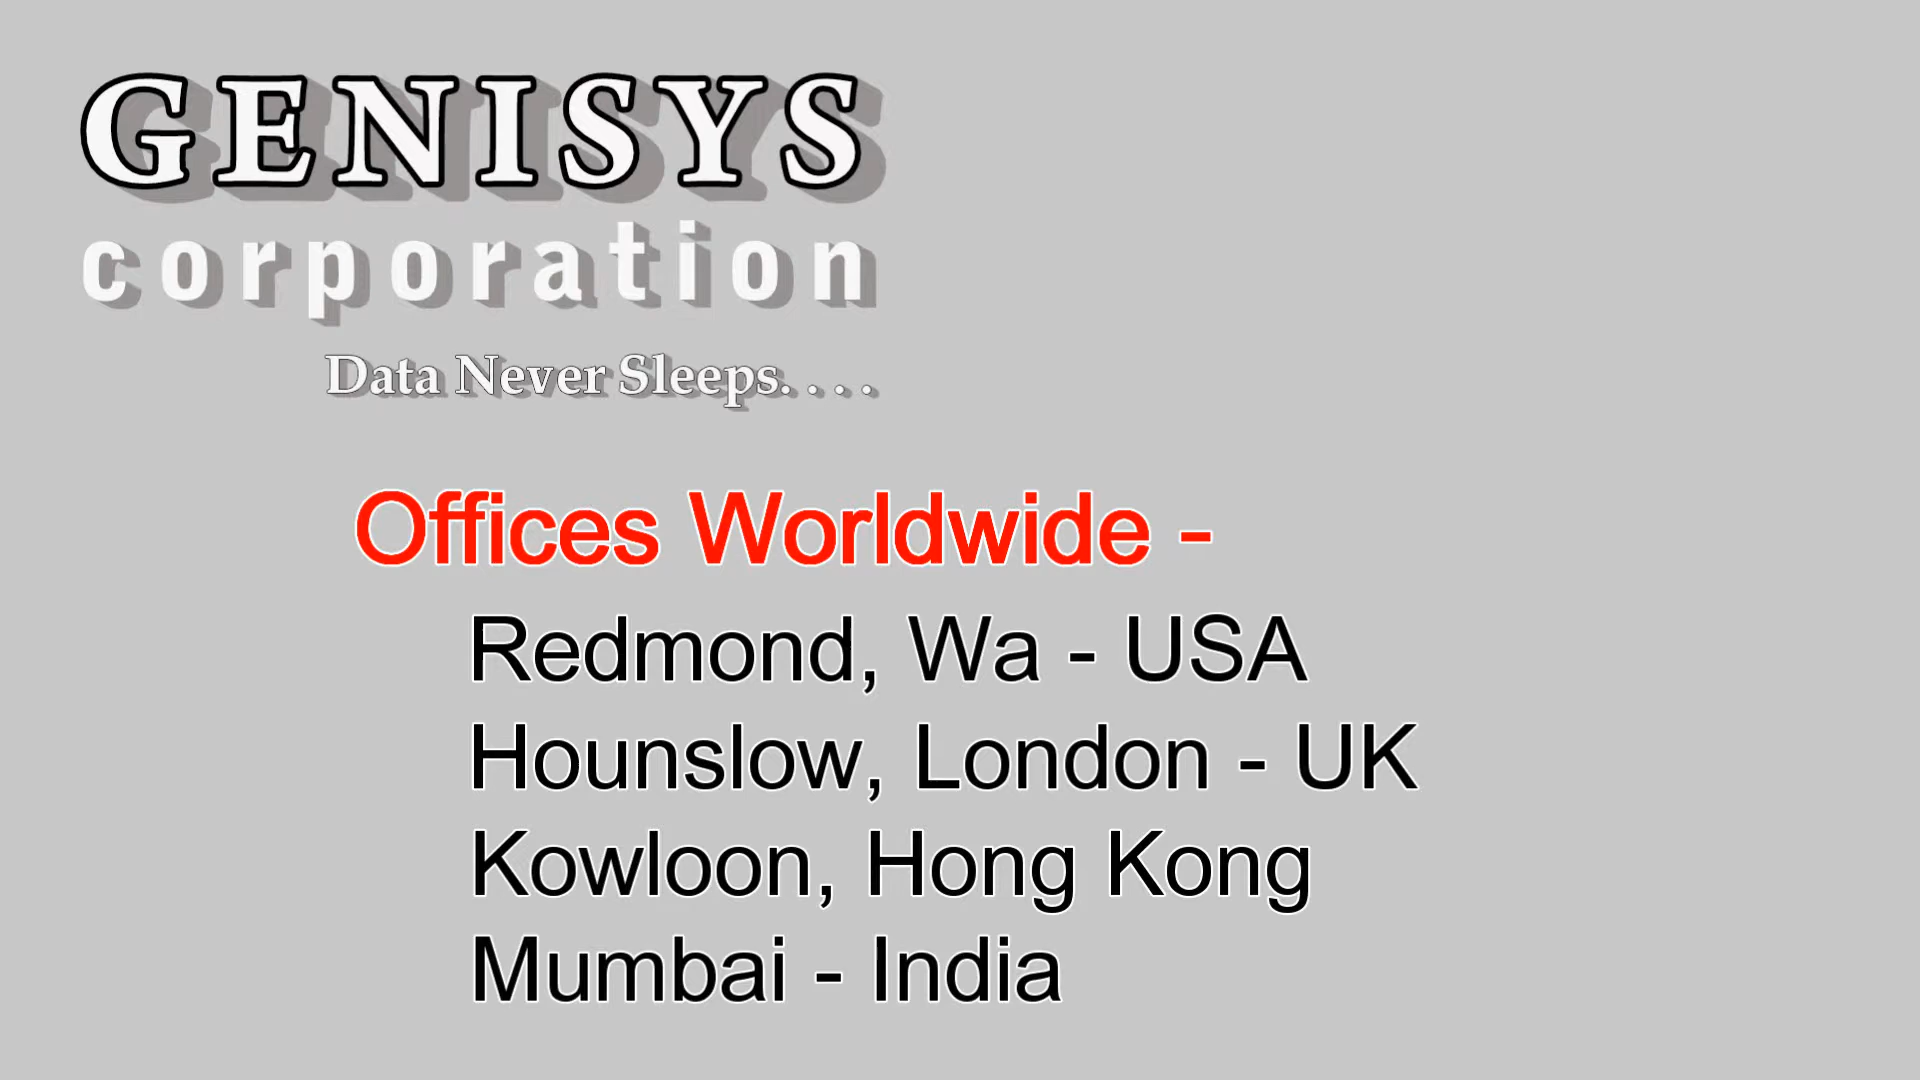 GENISYS
corporation
Data Never Sleeps. . . .
Offices Worldwide -
Redmond, Wa - USA
Hounslow, London - UK
Kowloon, Hong Kong
Mumbai - India